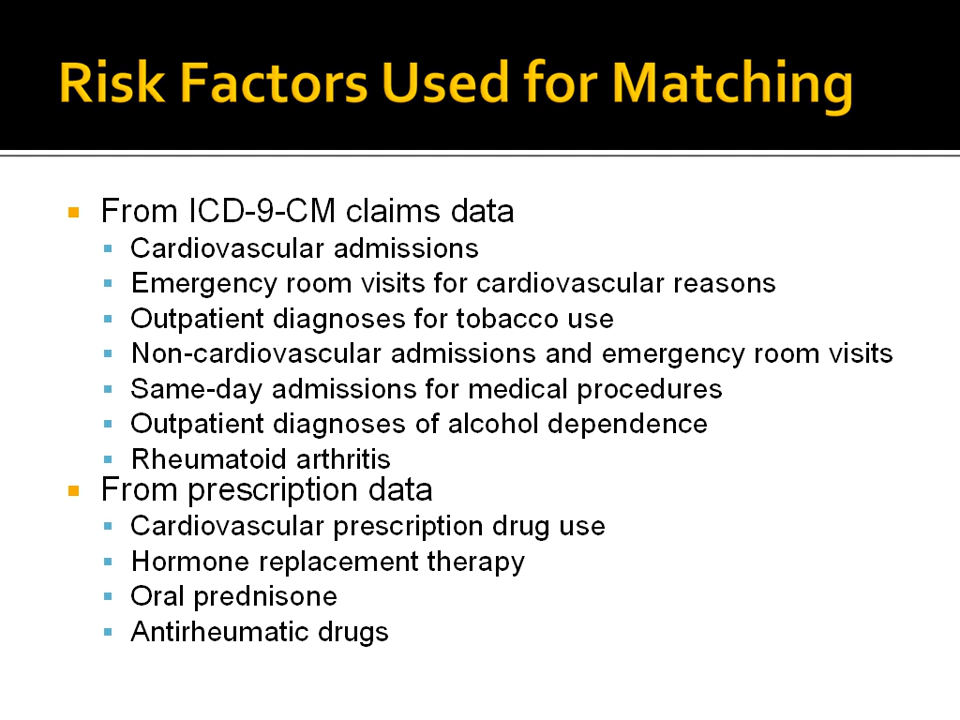 Risk Factors Used for Matching
From ICD-9-CM claims data
Cardiovascular admissions
Emergency room visits for cardiovascular reasons
Outpatient diagnoses for tobacco use
Non-cardiovascular admissions and emergency room visits
Same-day admissions for medical procedures
Outpatient diagnoses of alcohol dependence
Rheumatoid arthritis
From prescription data
Cardiovascular prescription drug use
Hormone replacement therapy
Oral prednisone
Antirheumatic drugs